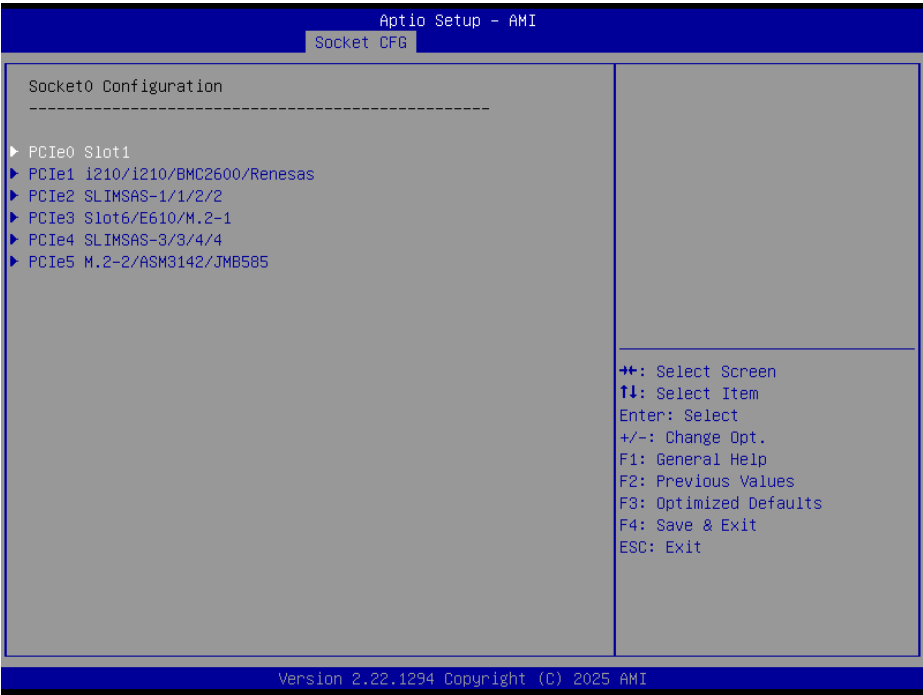 Aptio Setup - AMI
Socket CFG
Socket0 Configuration
--------------------------------------------------
PCIe0 Slot1
PCIe1 i210/i210/BMC2600/Renesas
PCIe2 SLIMSAS-1/1/2/2
PCIe3 Slot6/E610/M.2-1
PCIe4 SLIMSAS-3/3/4/4
PCIe5 M.2-2/ASM3142/JMB585
→←: Select Screen
↑↓: Select Item
Enter: Select
+/-: Change Opt.
F1: General Help
F2: Previous Values
F3: Optimized Defaults
F4: Save & Exit
ESC: Exit
Version 2.22.1294 Copyright (C) 2025 AMI